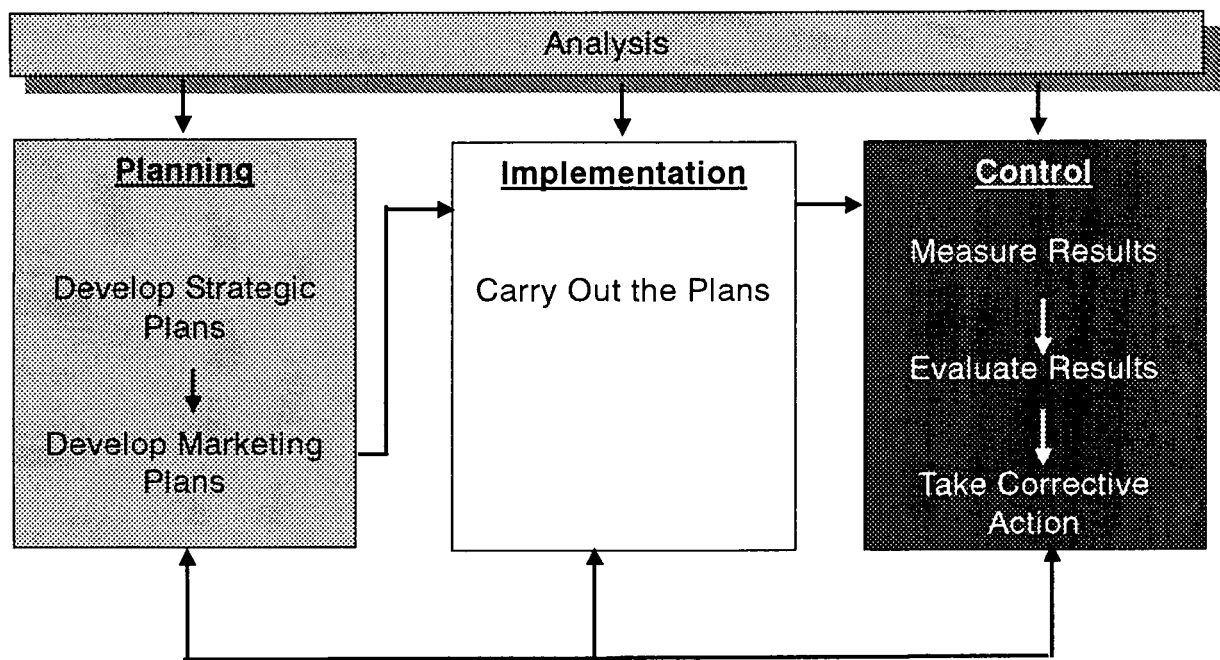 Analysis
Planning
Develop Strategic
Plans
Develop Marketing
Plans
Implementation
Carry Out the Plans
Control
Measure Results
Evaluate Results
Take Corrective
Action